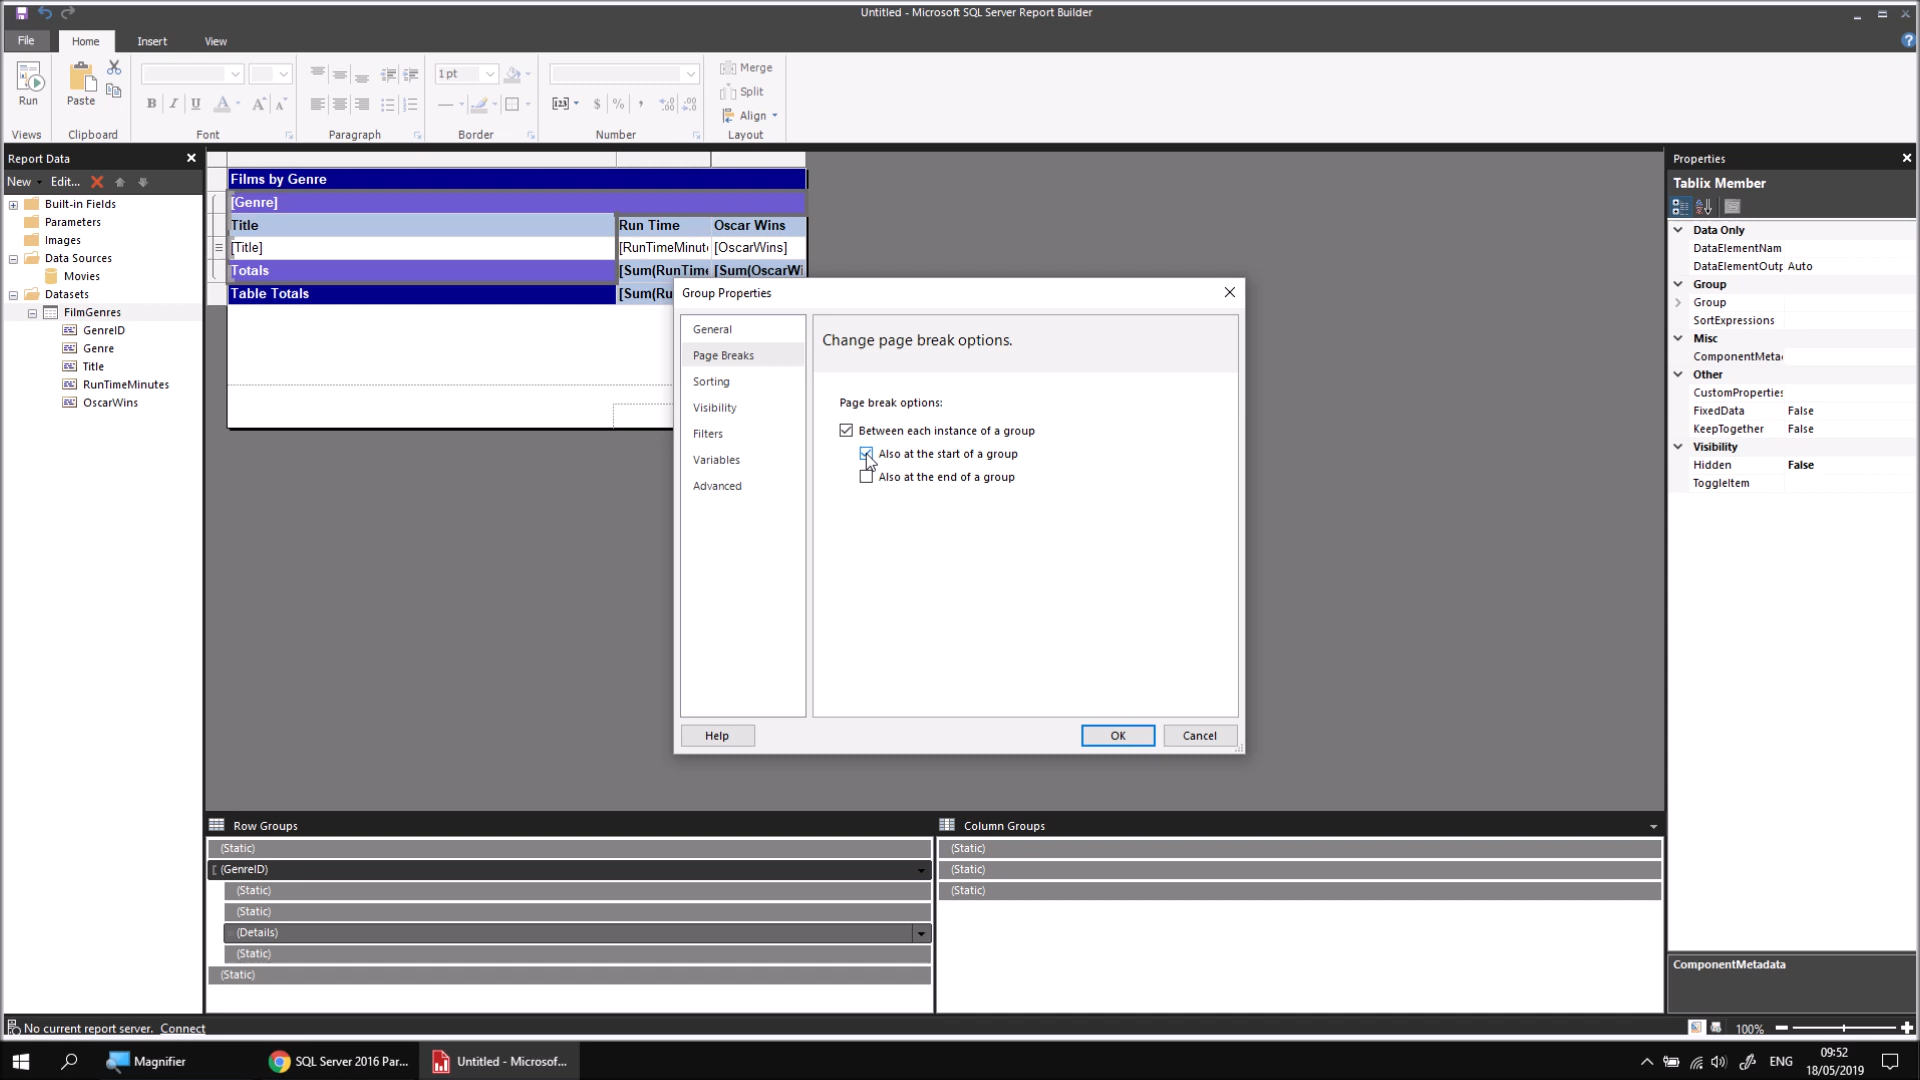 Untitled - Microsoft SQL Server Report Builder
File
Home
Insert
View
Run
Paste
1pt
Merge
Split
Align
Views
Clipboard
Font
Paragraph
Border
Number
Layout
Report Data
New
Edit...
Built-in Fields
Parameters
Images
Data Sources
Movies
Datasets
FilmGenres
GenreID
Genre
Title
RunTimeMinutes
OscarWins
Films by Genre
[Genre]
Title
Run Time
Oscar Wins
[Title]
[RunTimeMinut
[OscarWins]
Totals
[Sum(RunTime
[Sum(OscarWi
Table Totals
[Sum(Ru
Group Properties
General
Page Breaks
Sorting
Visibility
Filters
Variables
Advanced
Change page break options.
Page break options:
Between each instance of a group
Also at the start of a group
Also at the end of a group
Help
OK
Cancel
Properties
Tablix Member
Data Only
DataElementNam
DataElementOutp Auto
Group
Group
SortExpressions
Misc
ComponentMeta
Other
CustomProperties
FixedData False
KeepTogether False
Visibility
Hidden False
ToggleItem
ComponentMetadata
Row Groups
(Static)
[ (GenreID)
(Static)
(Static)
(Details)
(Static)
(Static)
Column Groups
(Static)
(Static)
(Static)
No current report server. Connect
100%
Magnifier
SQL Server 2016 Par...
Untitled - Microsof...
ENG
09:52
18/05/2019